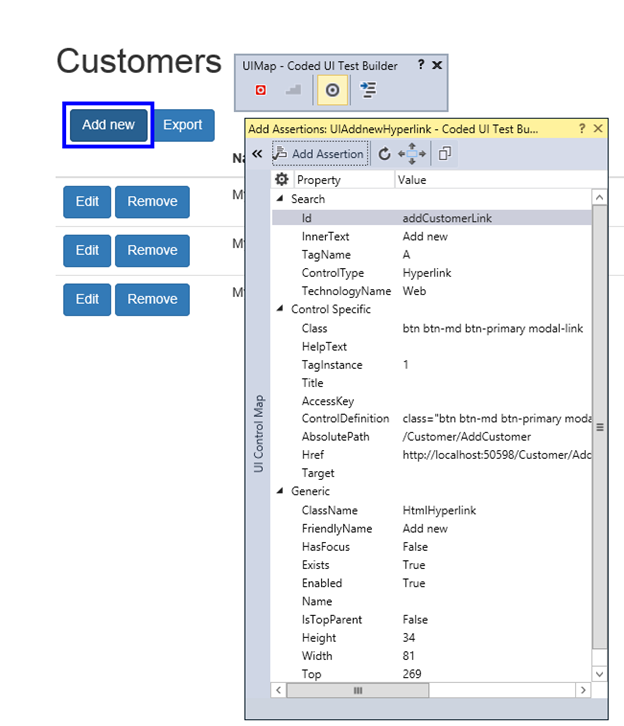 Customers
UIMap - Coded UI Test Builder ? ×
Add new Export
Add Assertions: UIAddnewHyperlink - Coded UI Test Bu... ? ×
« Add Assertion
Property Value
Search
Id addCustomerLink
InnerText Add new
TagName A
ControlType Hyperlink
TechnologyName Web
Control Specific
Class btn btn-md btn-primary modal-link
HelpText
TagInstance 1
Title
AccessKey
ControlDefinition class="btn btn-md btn-primary moda
AbsolutePath /Customer/AddCustomer
Href http://localhost:50598/Customer/Add
Target
Generic
ClassName HtmlHyperlink
FriendlyName Add new
HasFocus False
Exists True
Enabled True
Name
IsTopParent False
Height 34
Width 81
Top 269
UI Control Map
Na
Edit Remove M
Edit Remove M
Edit Remove M